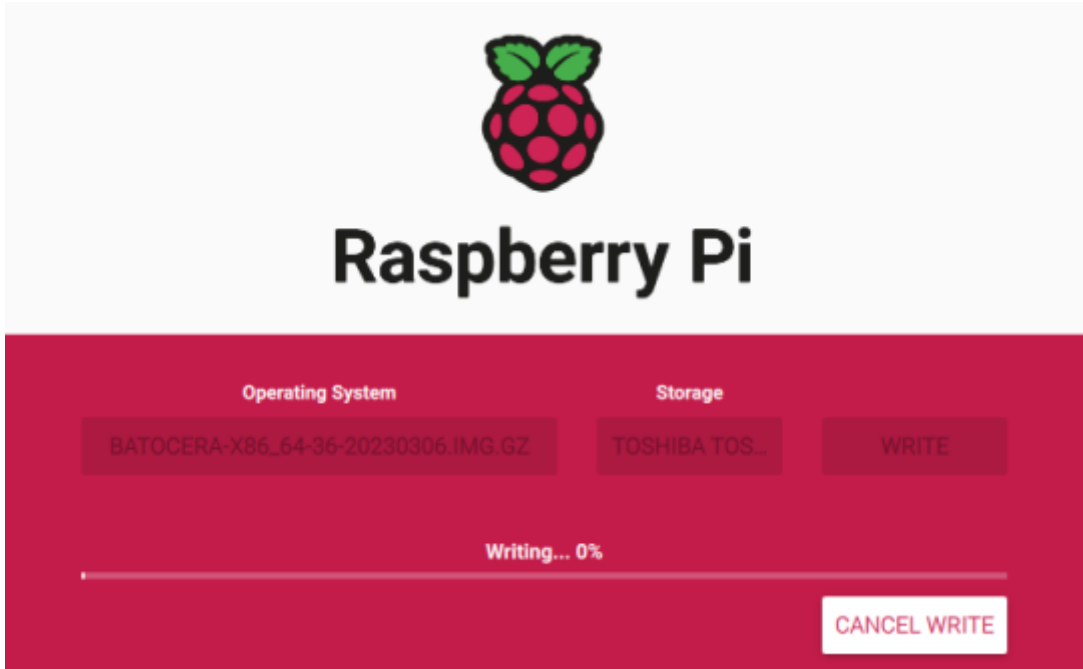 Raspberry Pi
Operating System Storage
BATOCERA-X86_64-36-20230306.IMG.GZ TOSHIBA TOS... WRITE
Writing... 0%
CANCEL WRITE